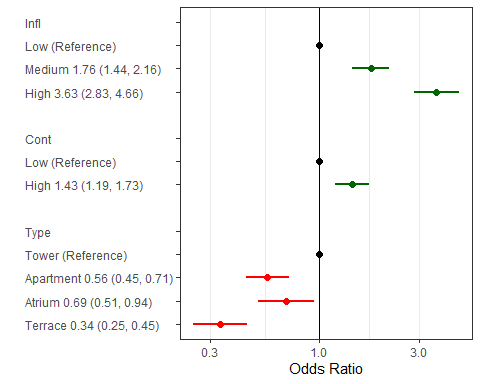 Infl
Low (Reference)
Medium 1.76 (1.44, 2.16)
High 3.63 (2.83, 4.66)
Cont
Low (Reference)
High 1.43 (1.19, 1.73)
Type
Tower (Reference)
Apartment 0.56 (0.45, 0.71)
Atrium 0.69 (0.51, 0.94)
Terrace 0.34 (0.25, 0.45)
0.3 1.0 3.0
Odds Ratio